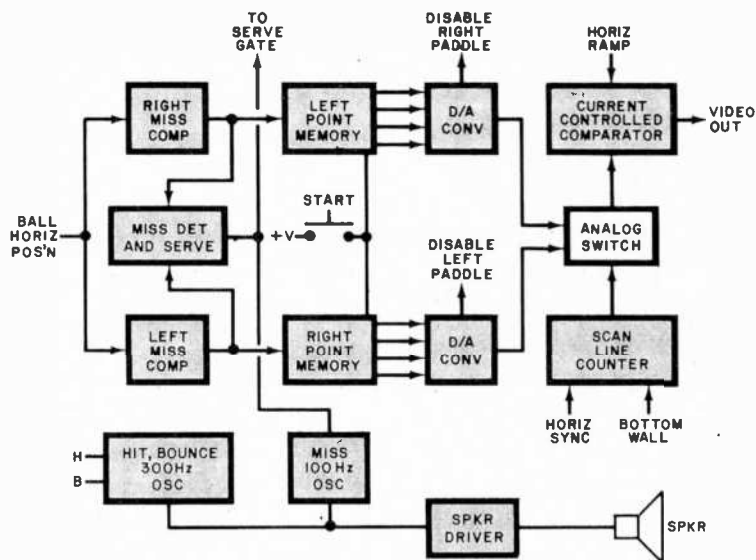 TO
SERVE
GATE
DISABLE
RIGHT
PADDLE
HORIZ
RAMP
RIGHT
MISS
COMP
LEFT
POINT
MEMORY
D/A
CONV
CURRENT
CONTROLLED
COMPARATOR
VIDEO
OUT
BALL
HORIZ
POS'N
MISS DET
AND SERVE
START
+V
DISABLE
LEFT
PADDLE
ANALOG
SWITCH
LEFT
MISS
COMP
RIGHT
POINT
MEMORY
D/A
CONV
SCAN
LINE
COUNTER
HORIZ
SYNC
BOTTOM
WALL
H
B
HIT, BOUNCE
300Hz
OSC
MISS
100Hz
OSC
SPKR
DRIVER
SPKR